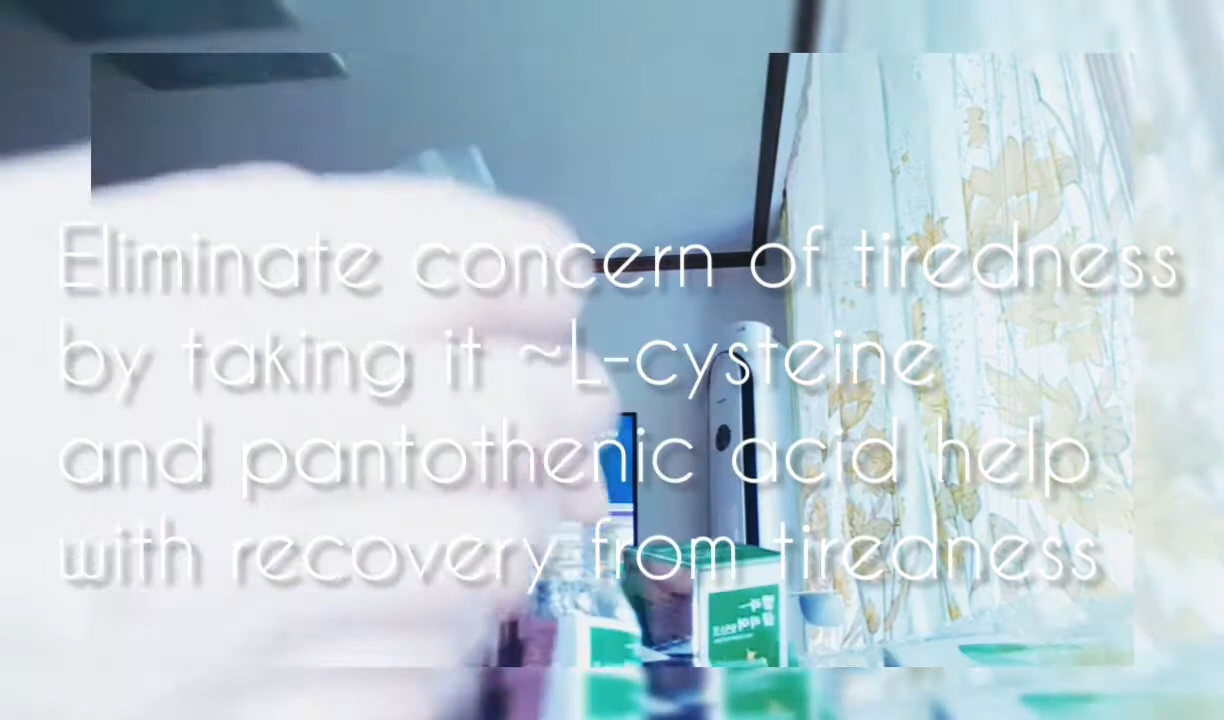 Eliminate concern of tiredness
by taking it ~L-cysteine
and pantothenic acid help
with recovery from tiredness